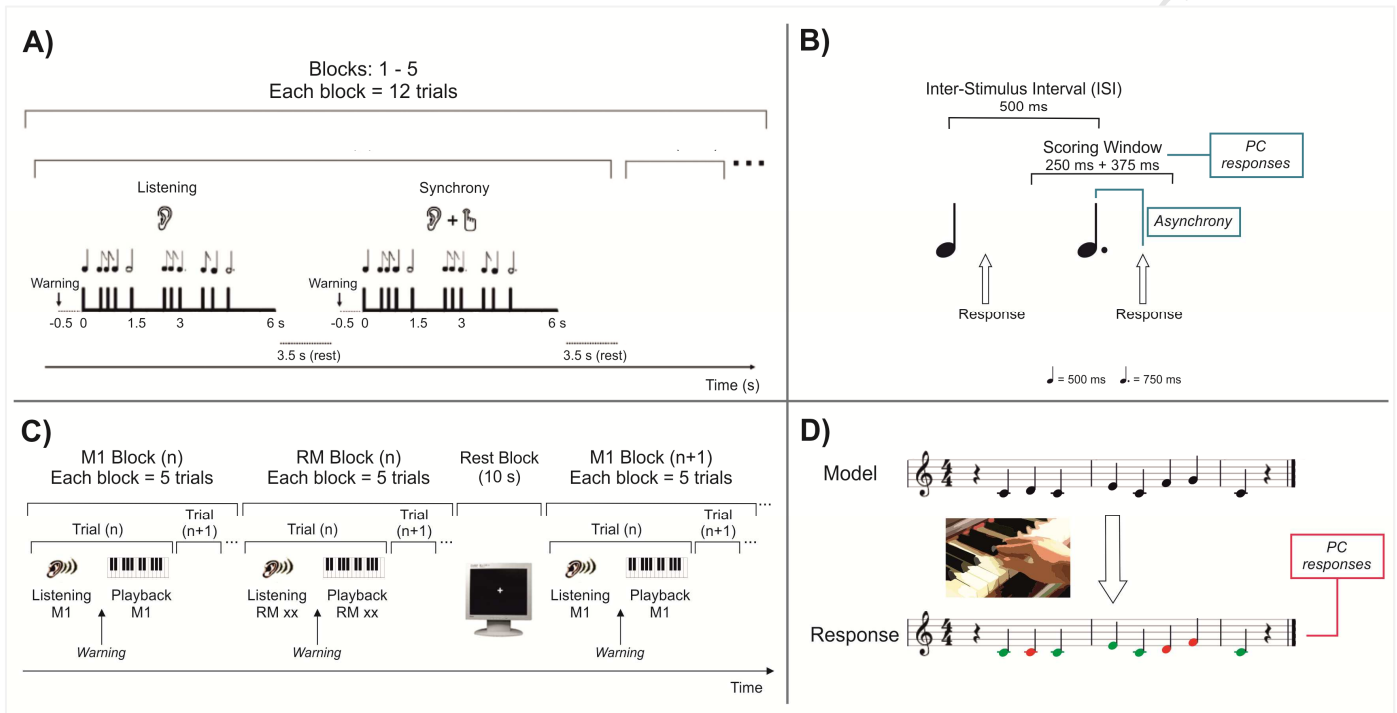 A)
Blocks: 1 - 5
Each block = 12 trials
Listening
Synchrony
+
Warning
Warning
-0.5 0 1.5 3 6 s
-0.5 0 1.5 3 6 s
3.5 s (rest)
3.5 s (rest)
Time (s)
B)
Inter-Stimulus Interval (ISI)
500 ms
Scoring Window
250 ms + 375 ms
PC
responses
Asynchrony
Response
Response
= 500 ms = 750 ms
C)
M1 Block (n)
Each block = 5 trials
RM Block (n)
Each block = 5 trials
Rest Block
(10 s)
M1 Block (n+1)
Each block = 5 trials
...
Trial (n)
Trial
(n+1)
...
Trial (n)
Trial
(n+1)
...
Trial (n)
Trial
(n+1)
...
Listening
M1
Playback
M1
Listening
RM xx
Playback
RM xx
Listening
M1
Playback
M1
Warning
Warning
Warning
Time
D)
Model
4
4
PC
responses
Response
4
4